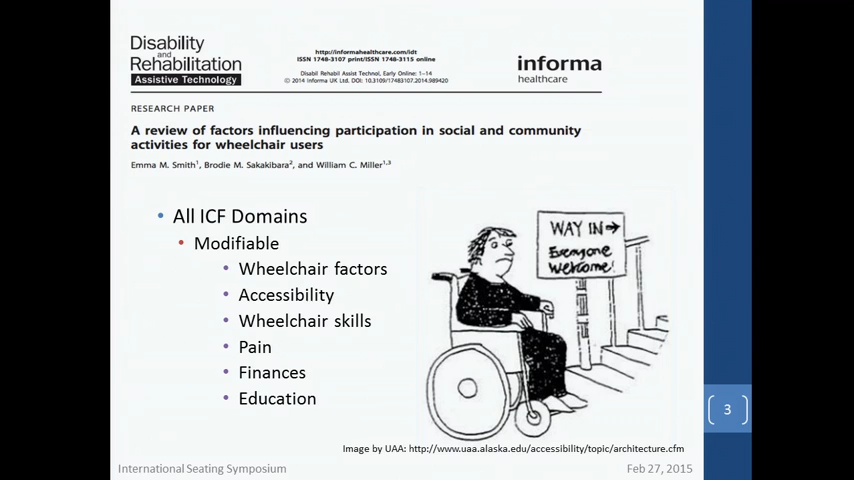 Disability
and
Rehabilitation
Assistive Technology
http://informahealthcare.com/idt
ISSN 1748-3107 print/ISSN 1748-3115 online
Disabil Rehabil Assist Technol, Early Online: 1–14
© 2014 Informa UK Ltd. DOI: 10.3109/17483107.2014.989420
informa
healthcare
RESEARCH PAPER
A review of factors influencing participation in social and community
activities for wheelchair users
Emma M. Smith1, Brodie M. Sakakibara2, and William C. Miller1,3
• All ICF Domains
• Modifiable
• Wheelchair factors
• Accessibility
• Wheelchair skills
• Pain
• Finances
• Education
WAY IN→
Everyone
Welcome!
3
Image by UAA: http://www.uaa.alaska.edu/accessibility/topic/architecture.cfm
International Seating Symposium
Feb 27, 2015